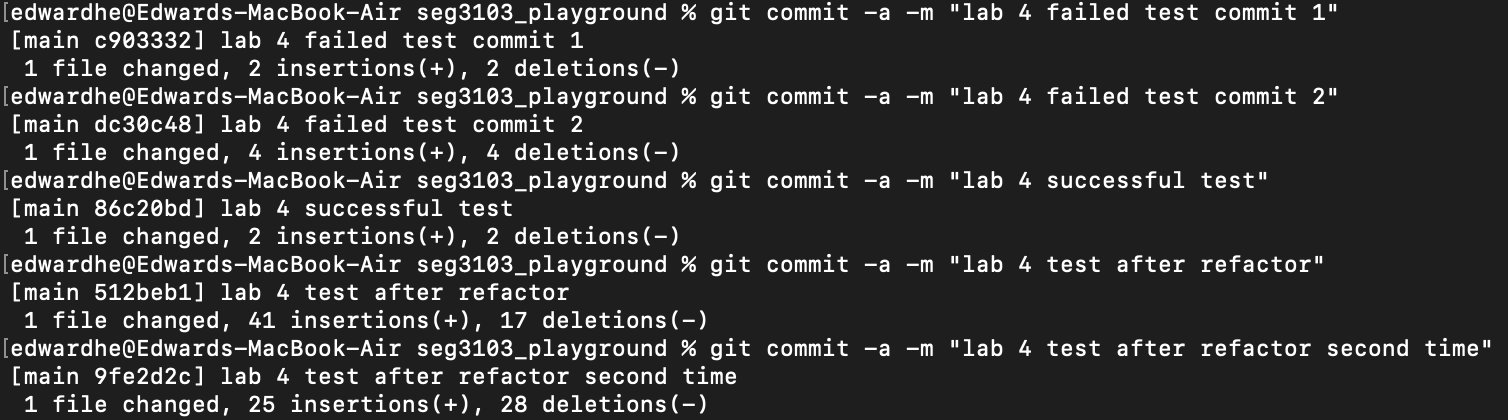 [edwardhe@Edwards-MacBook-Air seg3103_playground % git commit -a -m "lab 4 failed test commit 1"
[main c903332] lab 4 failed test commit 1
1 file changed, 2 insertions(+), 2 deletions(-)
[edwardhe@Edwards-MacBook-Air seg3103_playground % git commit -a -m "lab 4 failed test commit 2"
[main dc30c48] lab 4 failed test commit 2
1 file changed, 4 insertions(+), 4 deletions(-)
[edwardhe@Edwards-MacBook-Air seg3103_playground % git commit -a -m "lab 4 successful test"
[main 86c20bd] lab 4 successful test
1 file changed, 2 insertions(+), 2 deletions(-)
[edwardhe@Edwards-MacBook-Air seg3103_playground % git commit -a -m "lab 4 test after refactor"
[main 512beb1] lab 4 test after refactor
1 file changed, 41 insertions(+), 17 deletions(-)
[edwardhe@Edwards-MacBook-Air seg3103_playground % git commit -a -m "lab 4 test after refactor second time"
[main 9fe2d2c] lab 4 test after refactor second time
1 file changed, 25 insertions(+), 28 deletions(-)